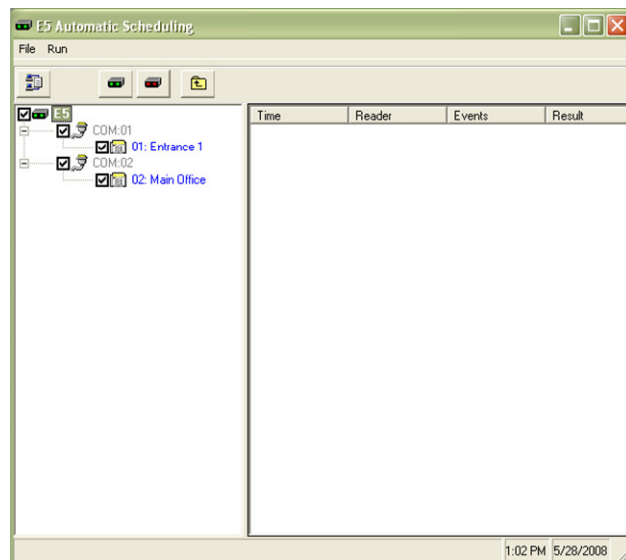 E5 Automatic Scheduling
File Run
E5
COM:01
01: Entrance 1
COM:02
02: Main Office
Time Reader Events Result
1:02 PM 5/28/2008